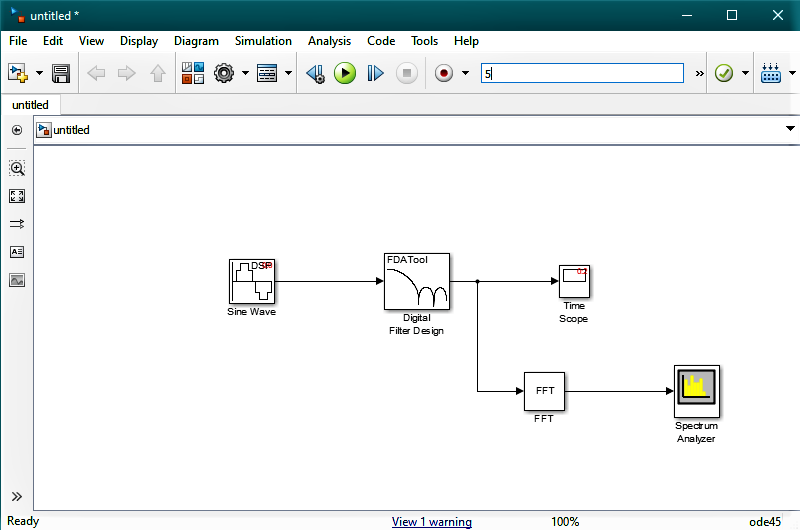 untitled *
File Edit View Display Diagram Simulation Analysis Code Tools Help
5
»
untitled
untitled
DSP
Sine Wave
FDATool
Digital
Filter Design
Time
Scope
FFT
FFT
Spectrum
Analyzer
Ready View 1 warning 100% ode45